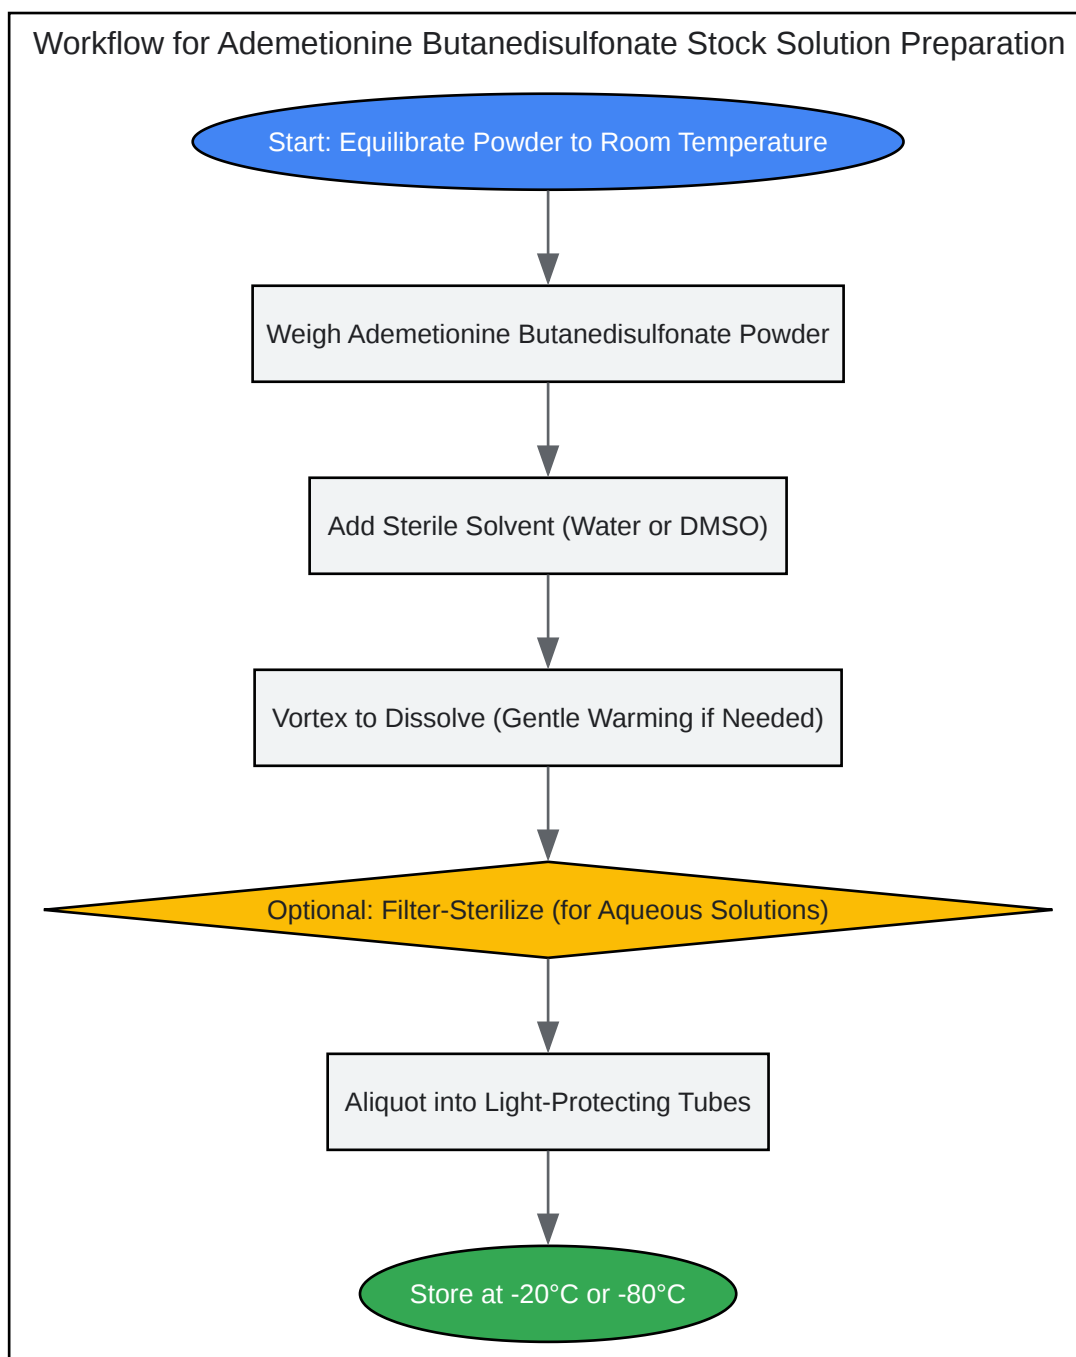 Workflow for Ademetionine Butanedisulfonate Stock Solution Preparation
Start: Equilibrate Powder to Room Temperature
Weigh Ademetionine Butanedisulfonate Powder
Add Sterile Solvent (Water or DMSO)
Vortex to Dissolve (Gentle Warming if Needed)
Optional: Filter-Sterilize (for Aqueous Solutions)
Aliquot into Light-Protecting Tubes
Store at -20°C or -80°C